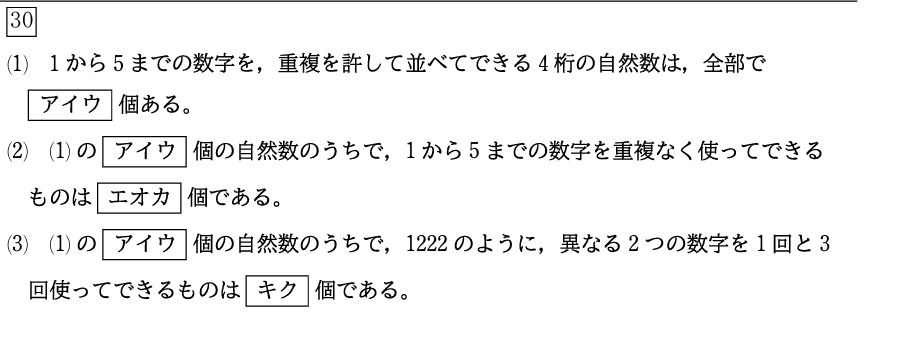 30
(1) 1から5までの数字を，重複を許して並べてできる4桁の自然数は，全部で
アイウ 個ある。
(2) (1)の アイウ 個の自然数のうちで，1から5までの数字を重複なく使ってできる
ものは エオカ 個である。
(3) (1)の アイウ 個の自然数のうちで，1222のように，異なる2つの数字を1回と3
回使ってできるものは キク 個である。